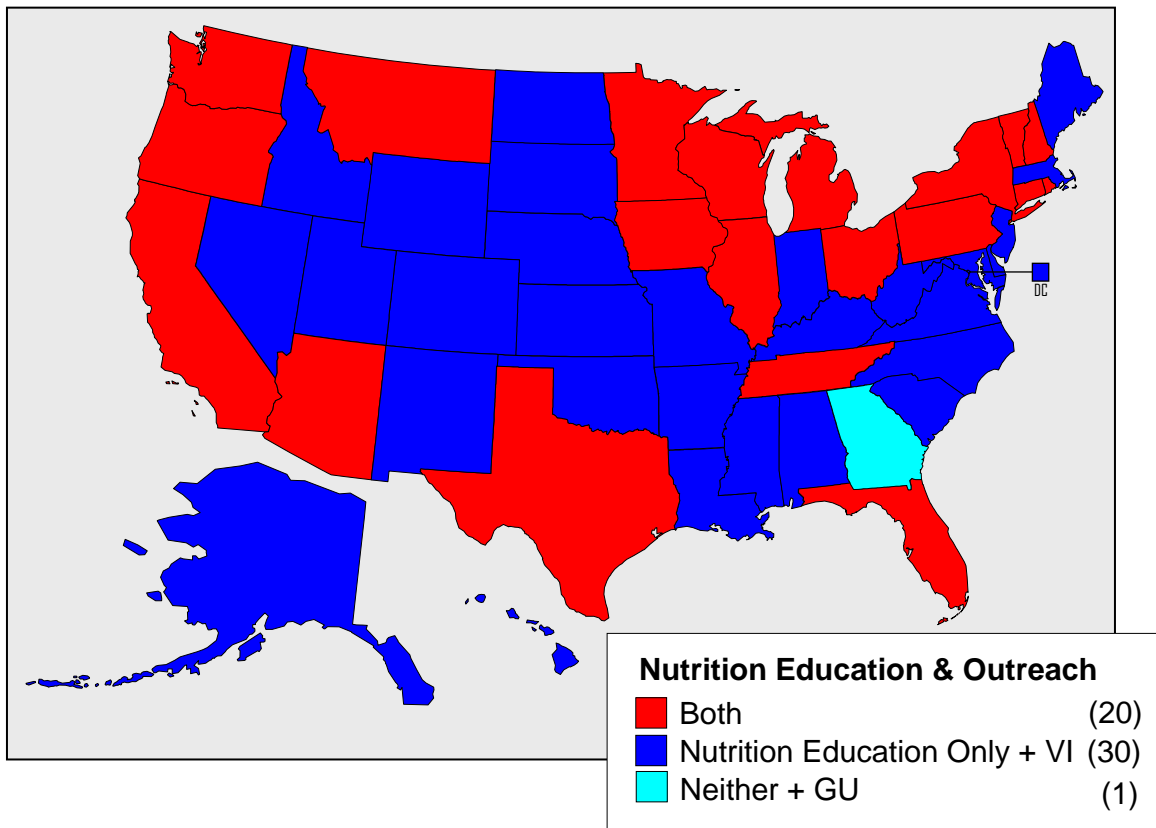 DC
Nutrition Education & Outreach
Both (20)
Nutrition Education Only + VI (30)
Neither + GU (1)